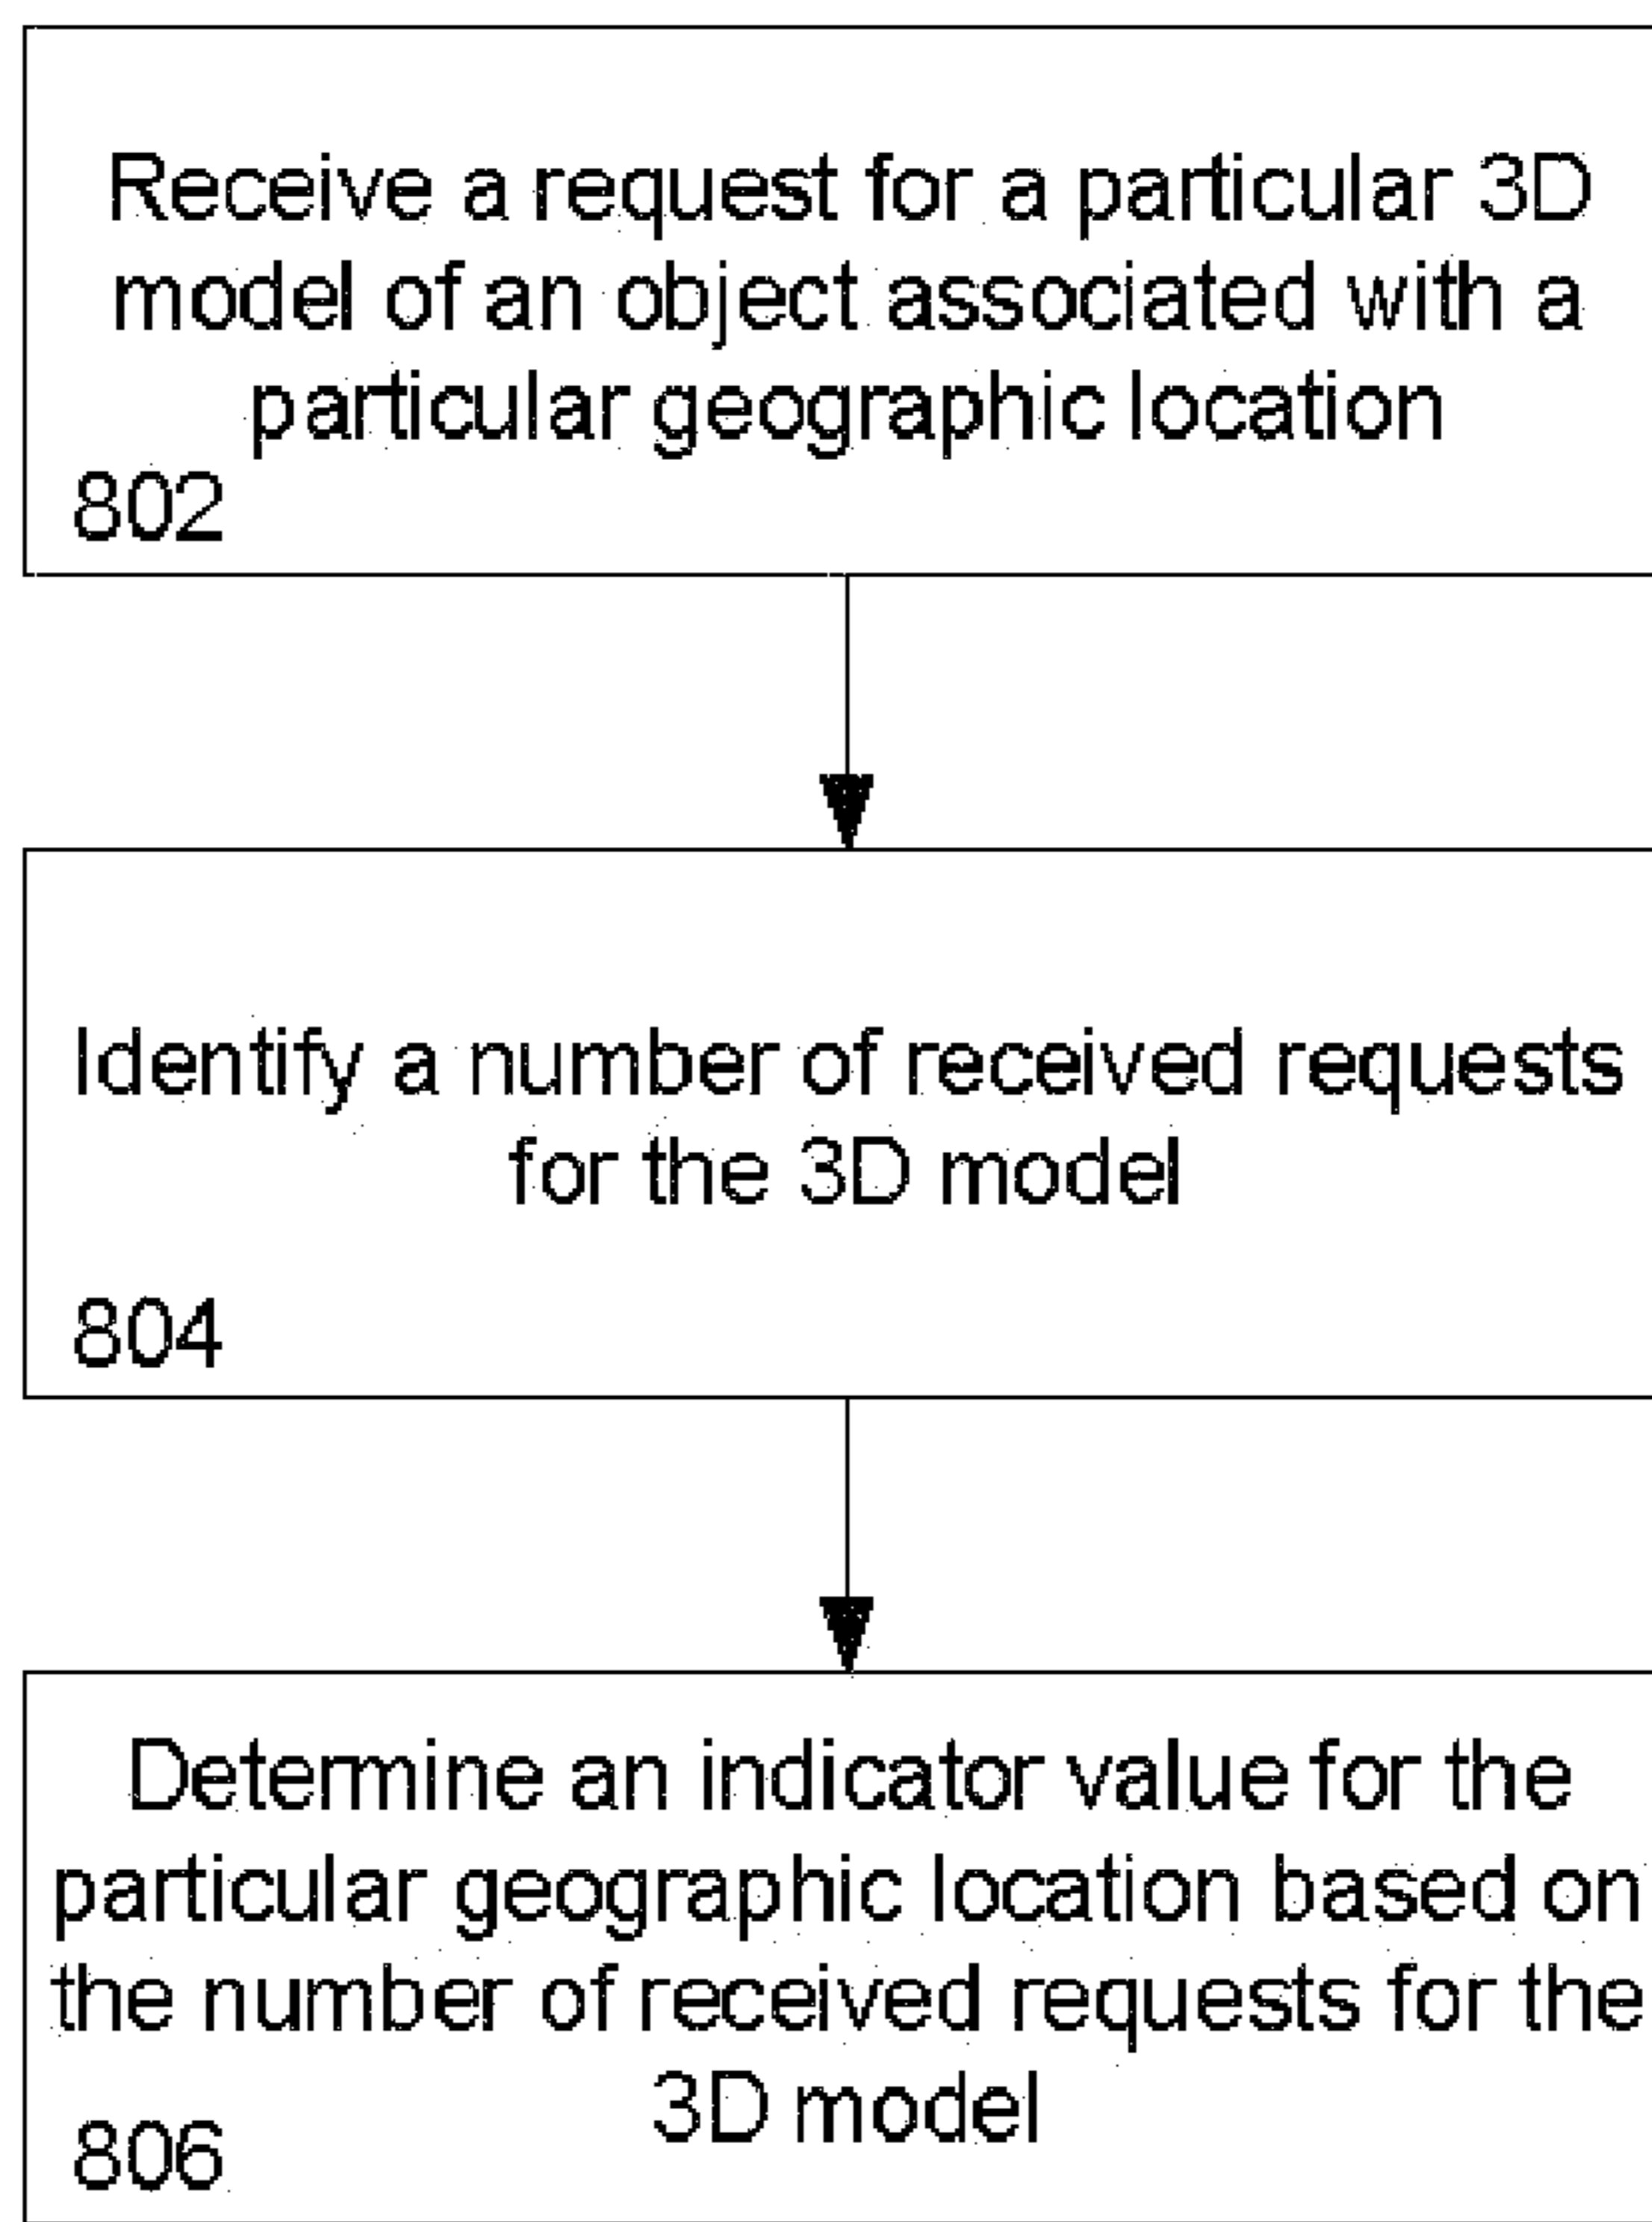 Receive a request for a particular 3D
model of an object associated with a
particular geographic location
802
Identify a number of received requests
for the 3D model
804
Determine an indicator value for the
particular geographic location based on
the number of received requests for the
3D model
806